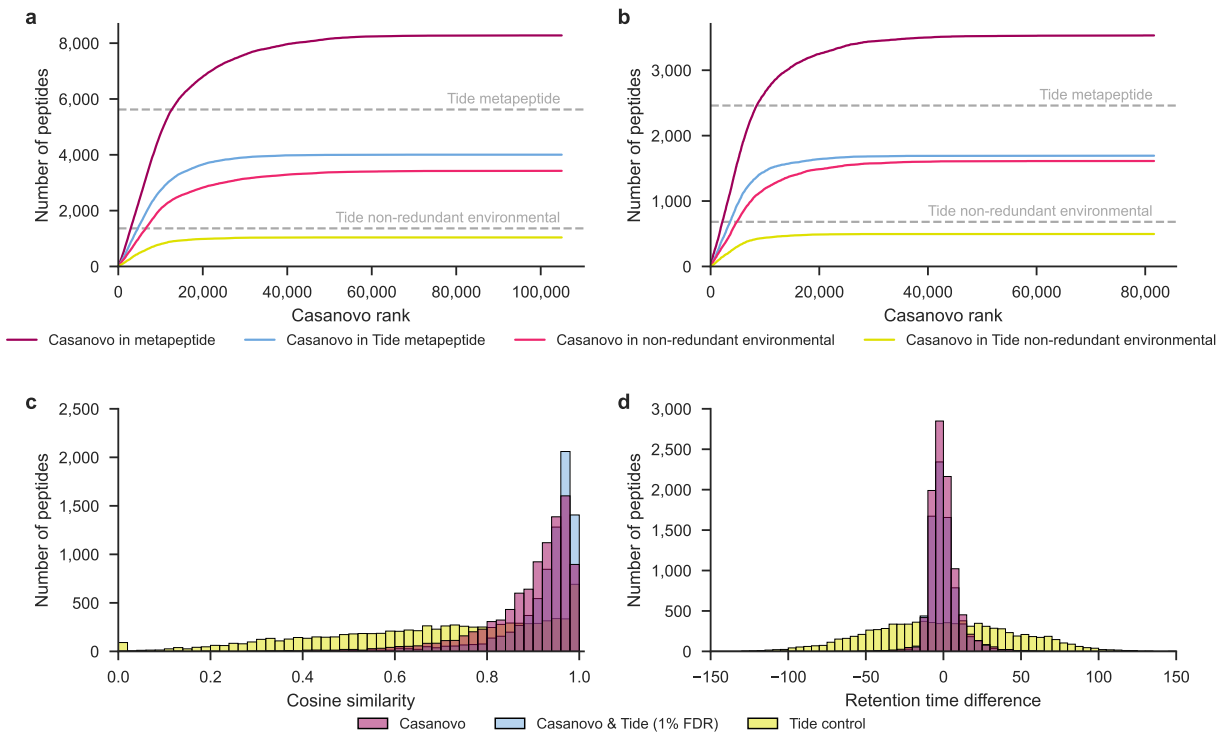 a
8,000
6,000
4,000
2,000
0
Number of peptides
Tide metapeptide
Tide non-redundant environmental
0 20,000 40,000 60,000 80,000 100,000
Casanovo rank
b
3,000
2,000
1,000
0
Number of peptides
Tide metapeptide
Tide non-redundant environmental
0 20,000 40,000 60,000 80,000
Casanovo rank
Casanovo in metapeptide Casanovo in Tide metapeptide Casanovo in non-redundant environmental Casanovo in Tide non-redundant environmental
c
2,500
2,000
1,500
1,000
500
0
Number of peptides
0.0 0.2 0.4 0.6 0.8 1.0
Cosine similarity
d
3,000
2,500
2,000
1,500
1,000
500
0
Number of peptides
−150 −100 −50 0 50 100 150
Retention time difference
Casanovo Casanovo & Tide (1% FDR) Tide control